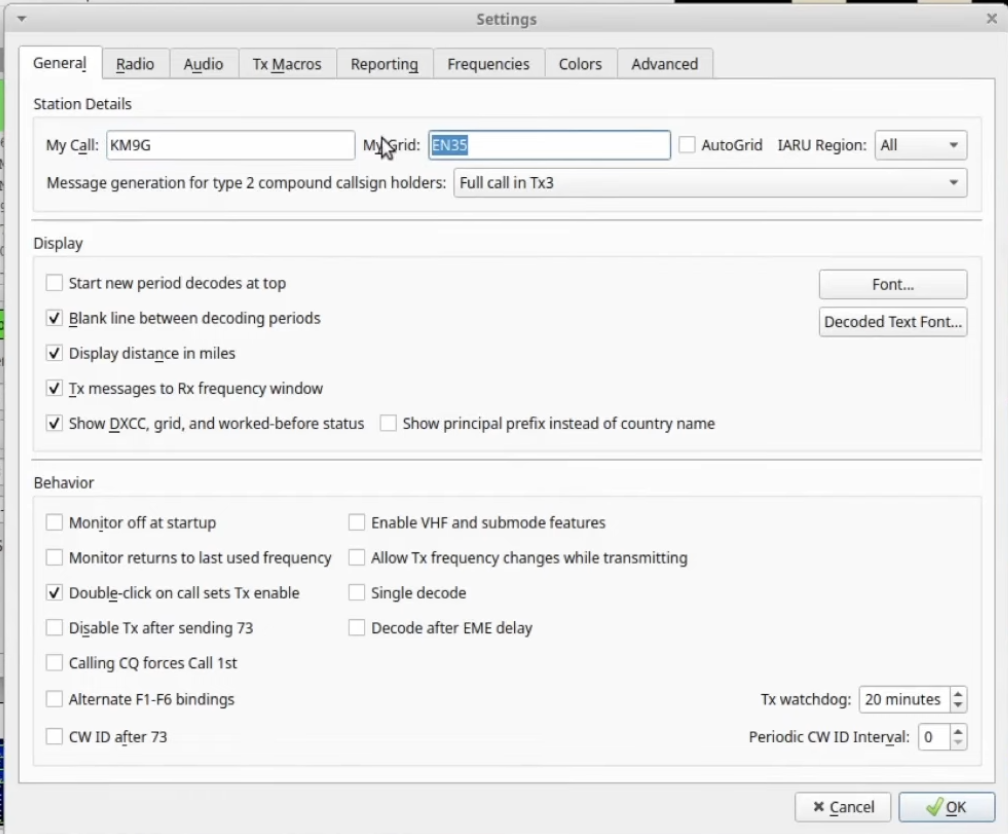 Settings
General Radio Audio Tx Macros Reporting Frequencies Colors Advanced
Station Details
My Call: KM9G My Grid: EN35 AutoGrid IARU Region: All
Message generation for type 2 compound callsign holders: Full call in Tx3
Display
Start new period decodes at top Font...
Blank line between decoding periods Decoded Text Font...
Display distance in miles
Tx messages to Rx frequency window
Show DXCC, grid, and worked-before status Show principal prefix instead of country name
Behavior
Monitor off at startup Enable VHF and submode features
Monitor returns to last used frequency Allow Tx frequency changes while transmitting
Double-click on call sets Tx enable Single decode
Disable Tx after sending 73 Decode after EME delay
Calling CQ forces Call 1st
Alternate F1-F6 bindings Tx watchdog: 20 minutes
CW ID after 73 Periodic CW ID Interval: 0
Cancel OK